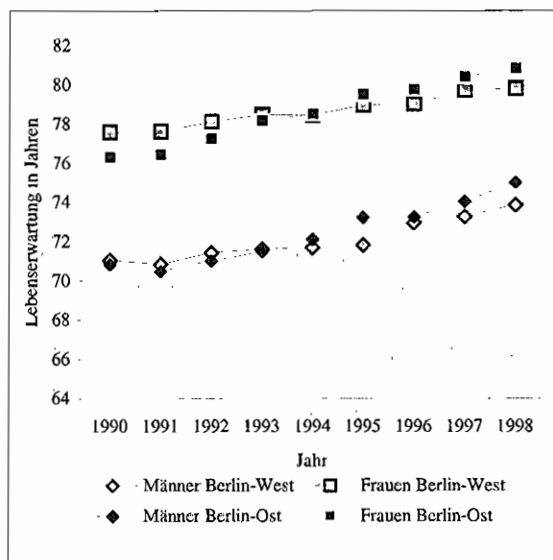 Lebenserwartung in Jahren
82
80
78
76
74
72
70
68
66
64
1990 1991 1992 1993 1994 1995 1996 1997 1998
Jahr
Männer Berlin-West Frauen Berlin-West
Männer Berlin-Ost Frauen Berlin-Ost